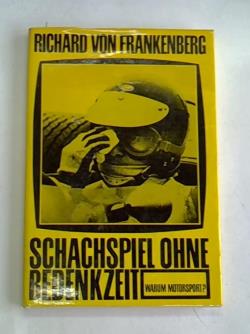 RICHARD VON FRANKENBERG
SCHACHSPIEL OHNE
BEDENKZEIT
WARUM MOTORSPORT?